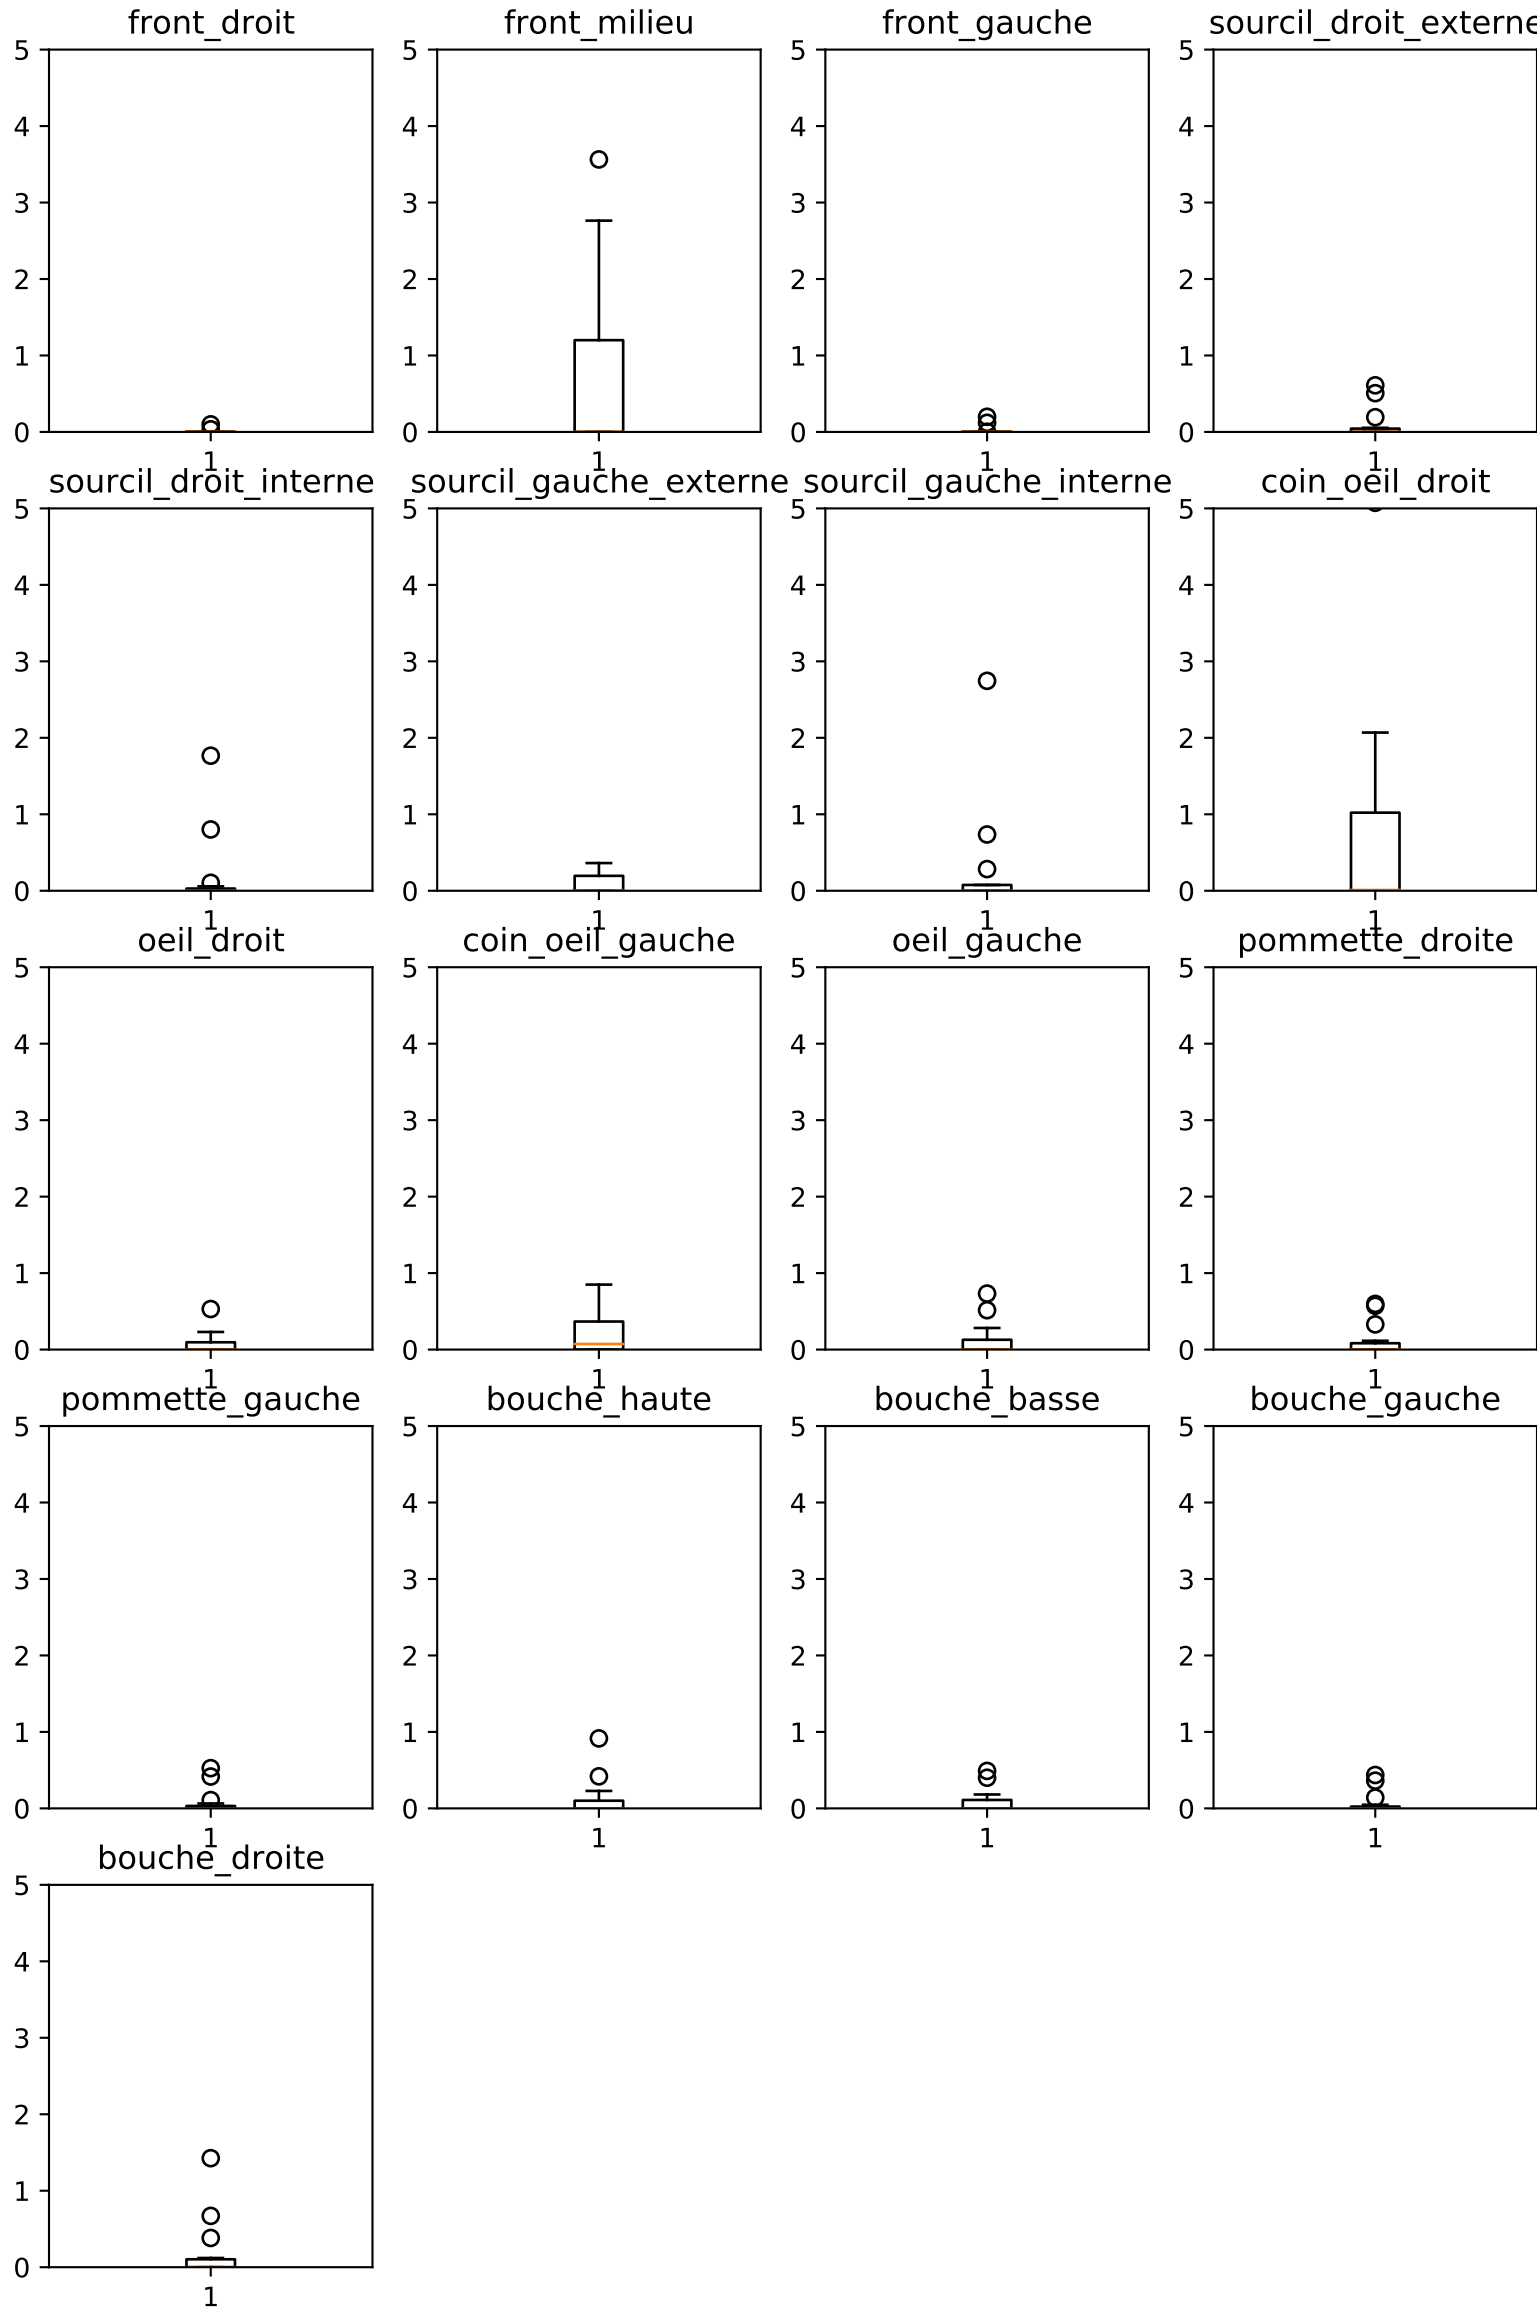 front_droit front_milieu front_gauche sourcil_droit_externe
5 5 5 5
4 4 4 4
3 3 3 3
2 2 2 2
1 1 1 1
0 0 0 0
1 1 1 1
sourcil_droit_interne sourcil_gauche_externe sourcil_gauche_interne coin_oeil_droit
5 5 5 5
4 4 4 4
3 3 3 3
2 2 2 2
1 1 1 1
0 0 0 0
1 1 1 1
oeil_droit coin_oeil_gauche oeil_gauche pommette_droite
5 5 5 5
4 4 4 4
3 3 3 3
2 2 2 2
1 1 1 1
0 0 0 0
1 1 1 1
pommette_gauche bouche_haute bouche_basse bouche_gauche
5 5 5 5
4 4 4 4
3 3 3 3
2 2 2 2
1 1 1 1
0 0 0 0
1 1 1 1
bouche_droite
5
4
3
2
1
0
1